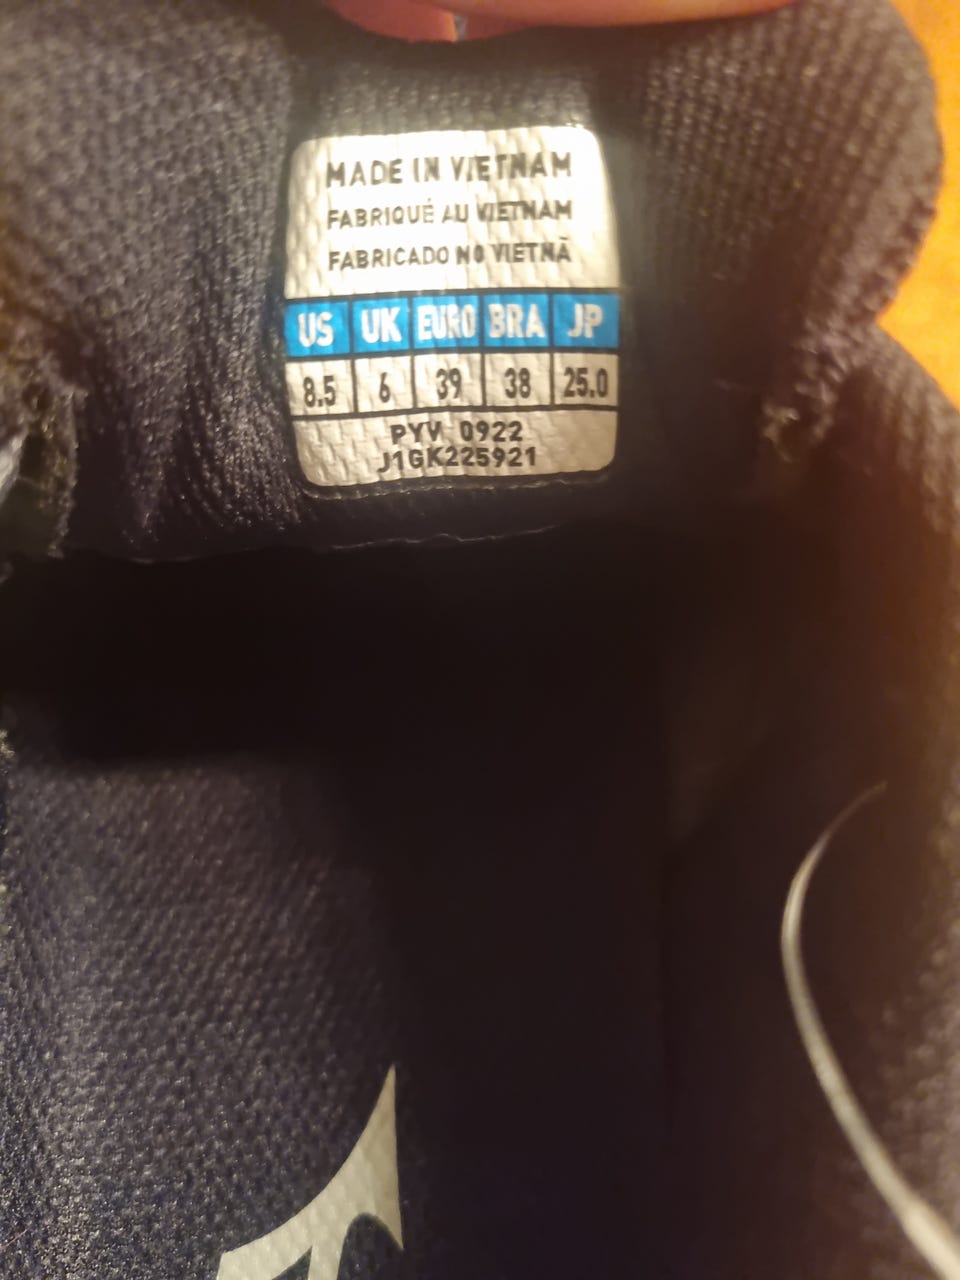 MADE IN VIETNAM
FABRIQUÉ AU VIETNAM
FABRICADO NO VIETNÃ
US UK EURO BRA JP
8.5 6 39 38 25.0
PYV 0922
J1GK225921